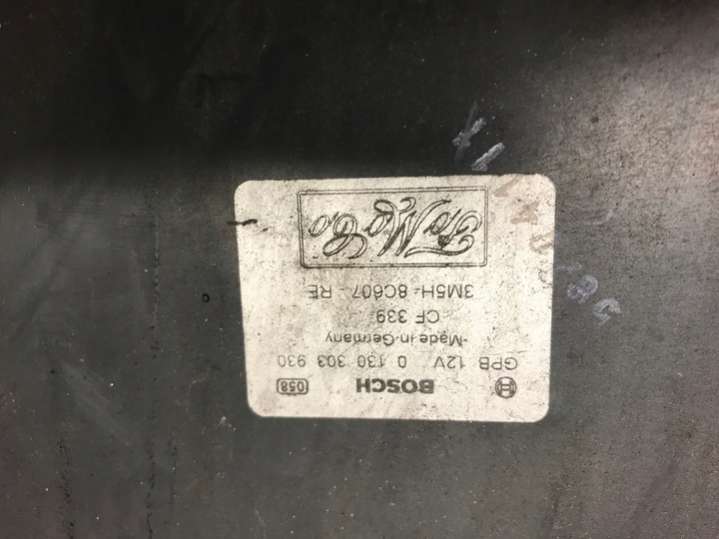 BOSCH 058
GPB 12V 0 130 303 930
Made in Germany
CF 339
3M5H-8C607-RE
FoMoCo